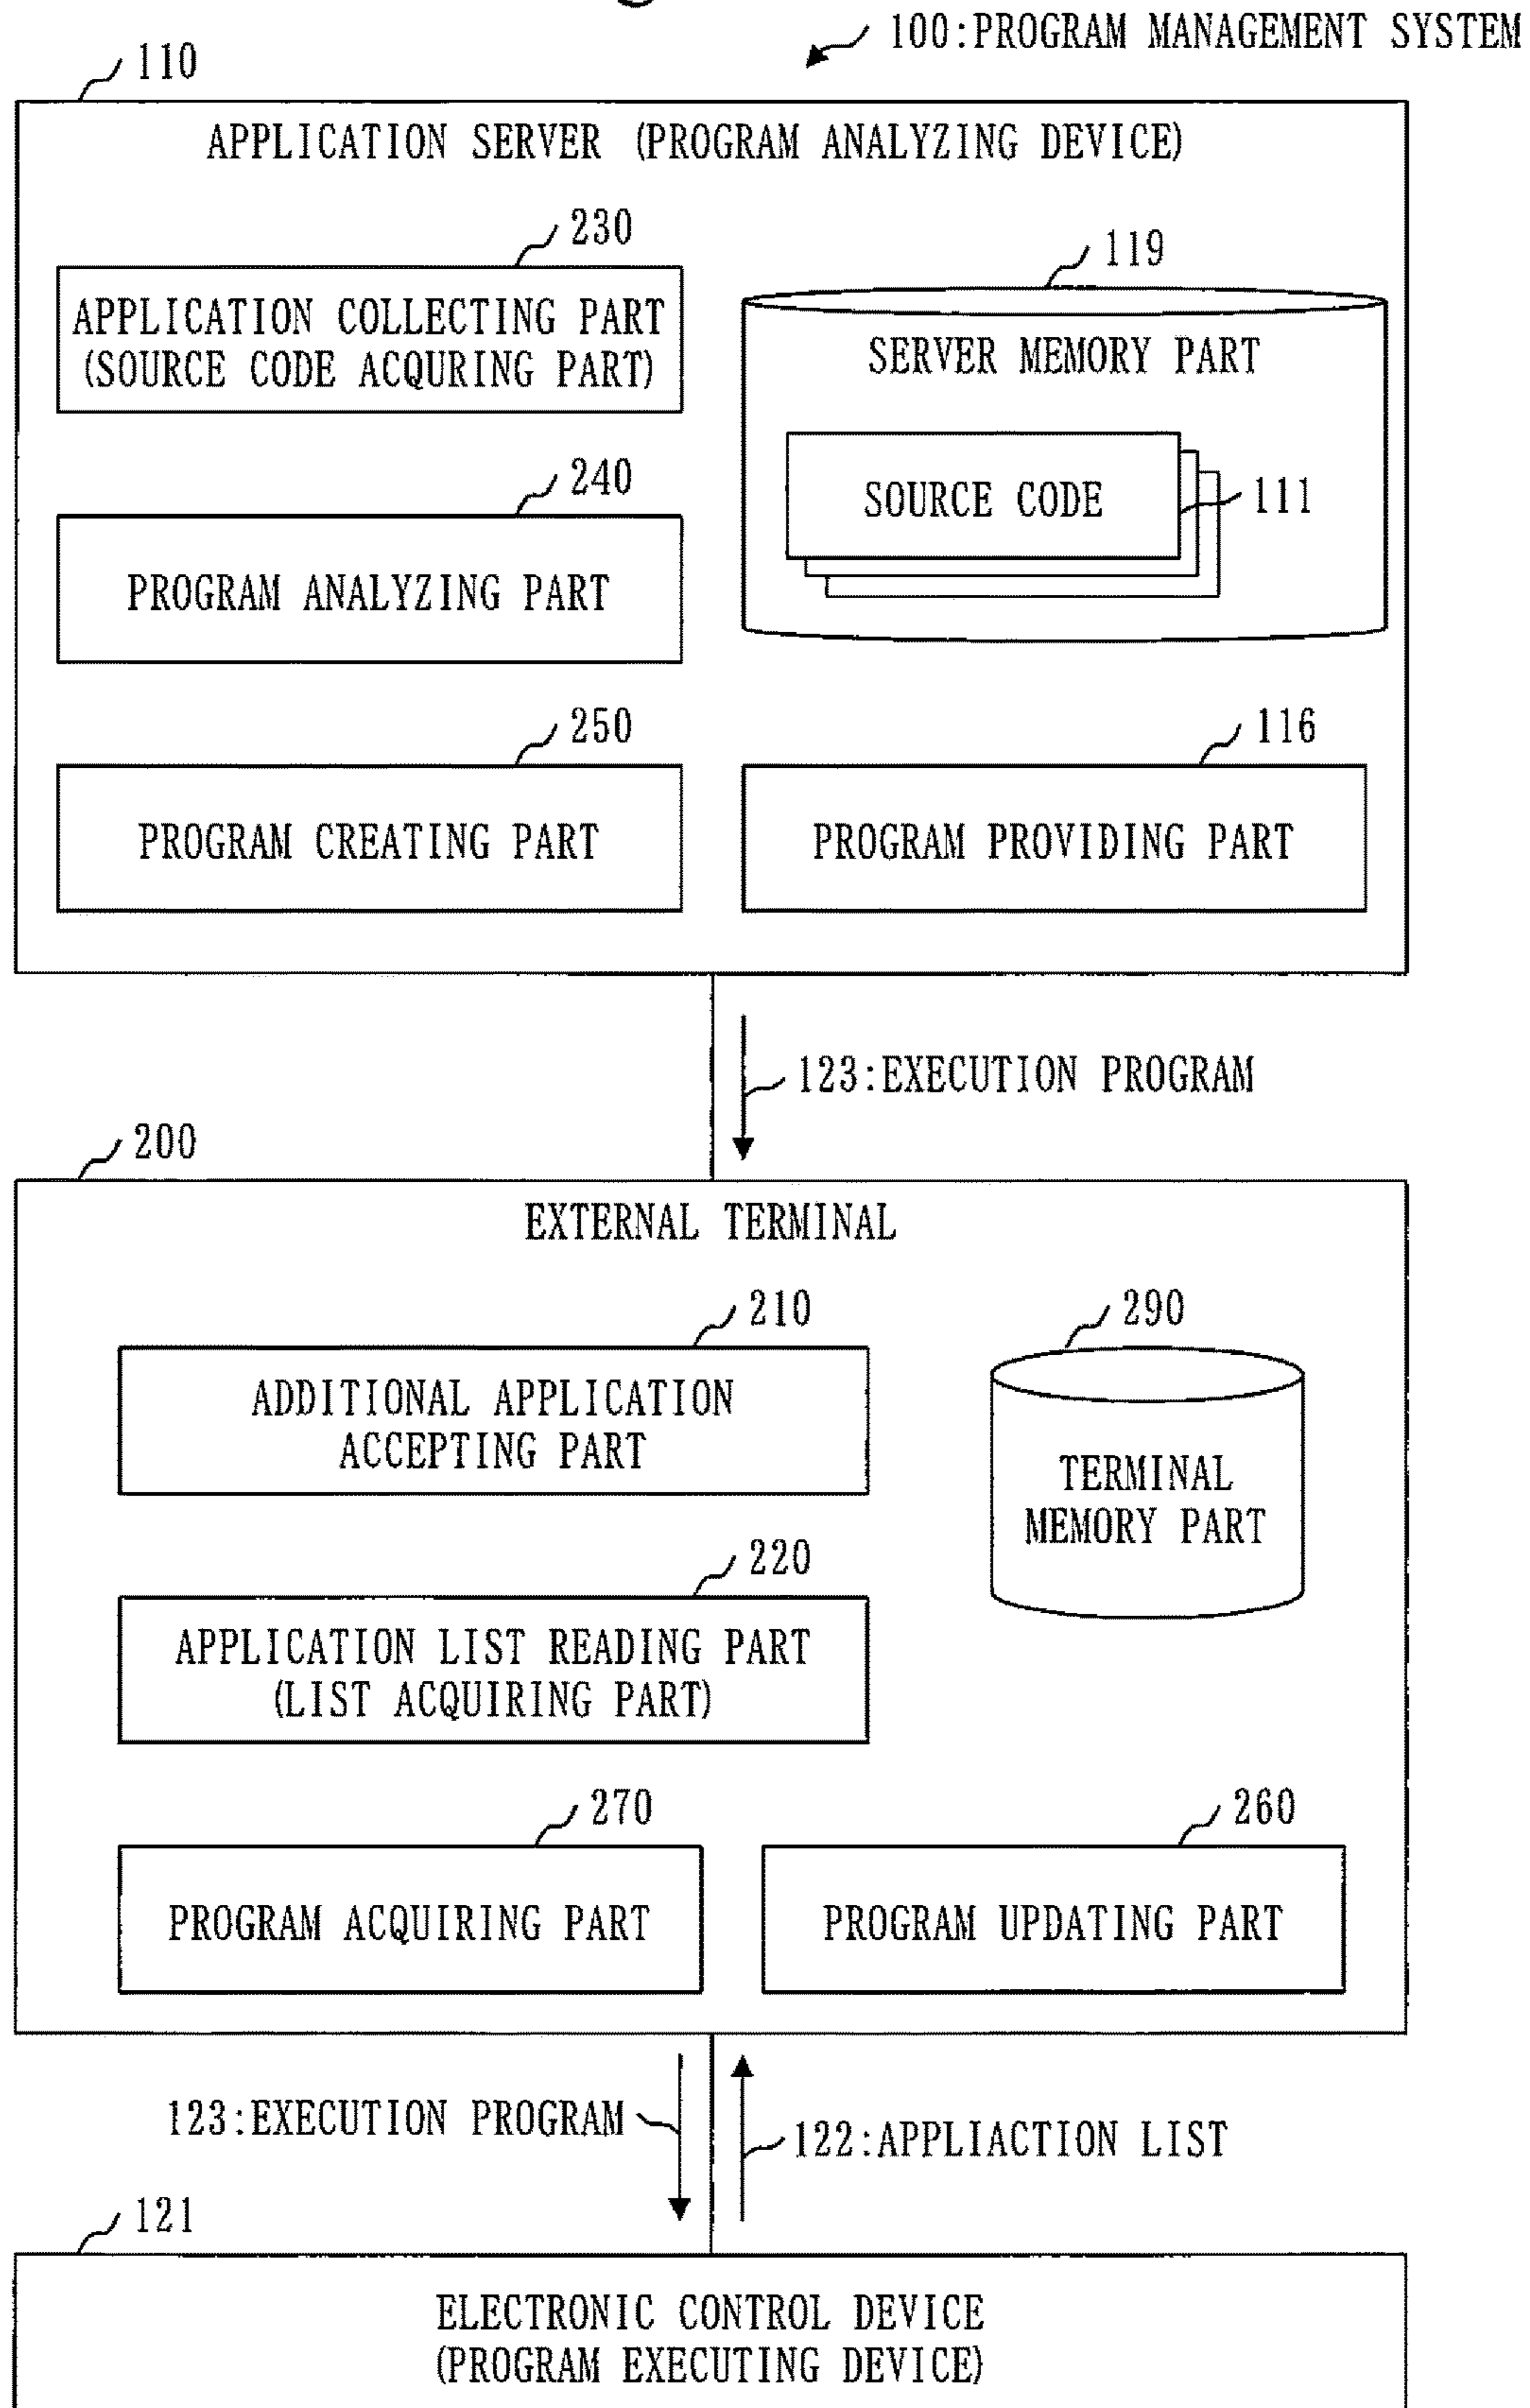 100:PROGRAM MANAGEMENT SYSTEM
110
APPLICATION SERVER (PROGRAM ANALYZING DEVICE)
230
APPLICATION COLLECTING PART
(SOURCE CODE ACQURING PART)
119
SERVER MEMORY PART
SOURCE CODE
111
240
PROGRAM ANALYZING PART
250
PROGRAM CREATING PART
116
PROGRAM PROVIDING PART
123:EXECUTION PROGRAM
200
EXTERNAL TERMINAL
210
ADDITIONAL APPLICATION
ACCEPTING PART
290
TERMINAL
MEMORY PART
220
APPLICATION LIST READING PART
(LIST ACQUIRING PART)
270
PROGRAM ACQUIRING PART
260
PROGRAM UPDATING PART
123:EXECUTION PROGRAM
122:APPLIACTION LIST
121
ELECTRONIC CONTROL DEVICE
(PROGRAM EXECUTING DEVICE)